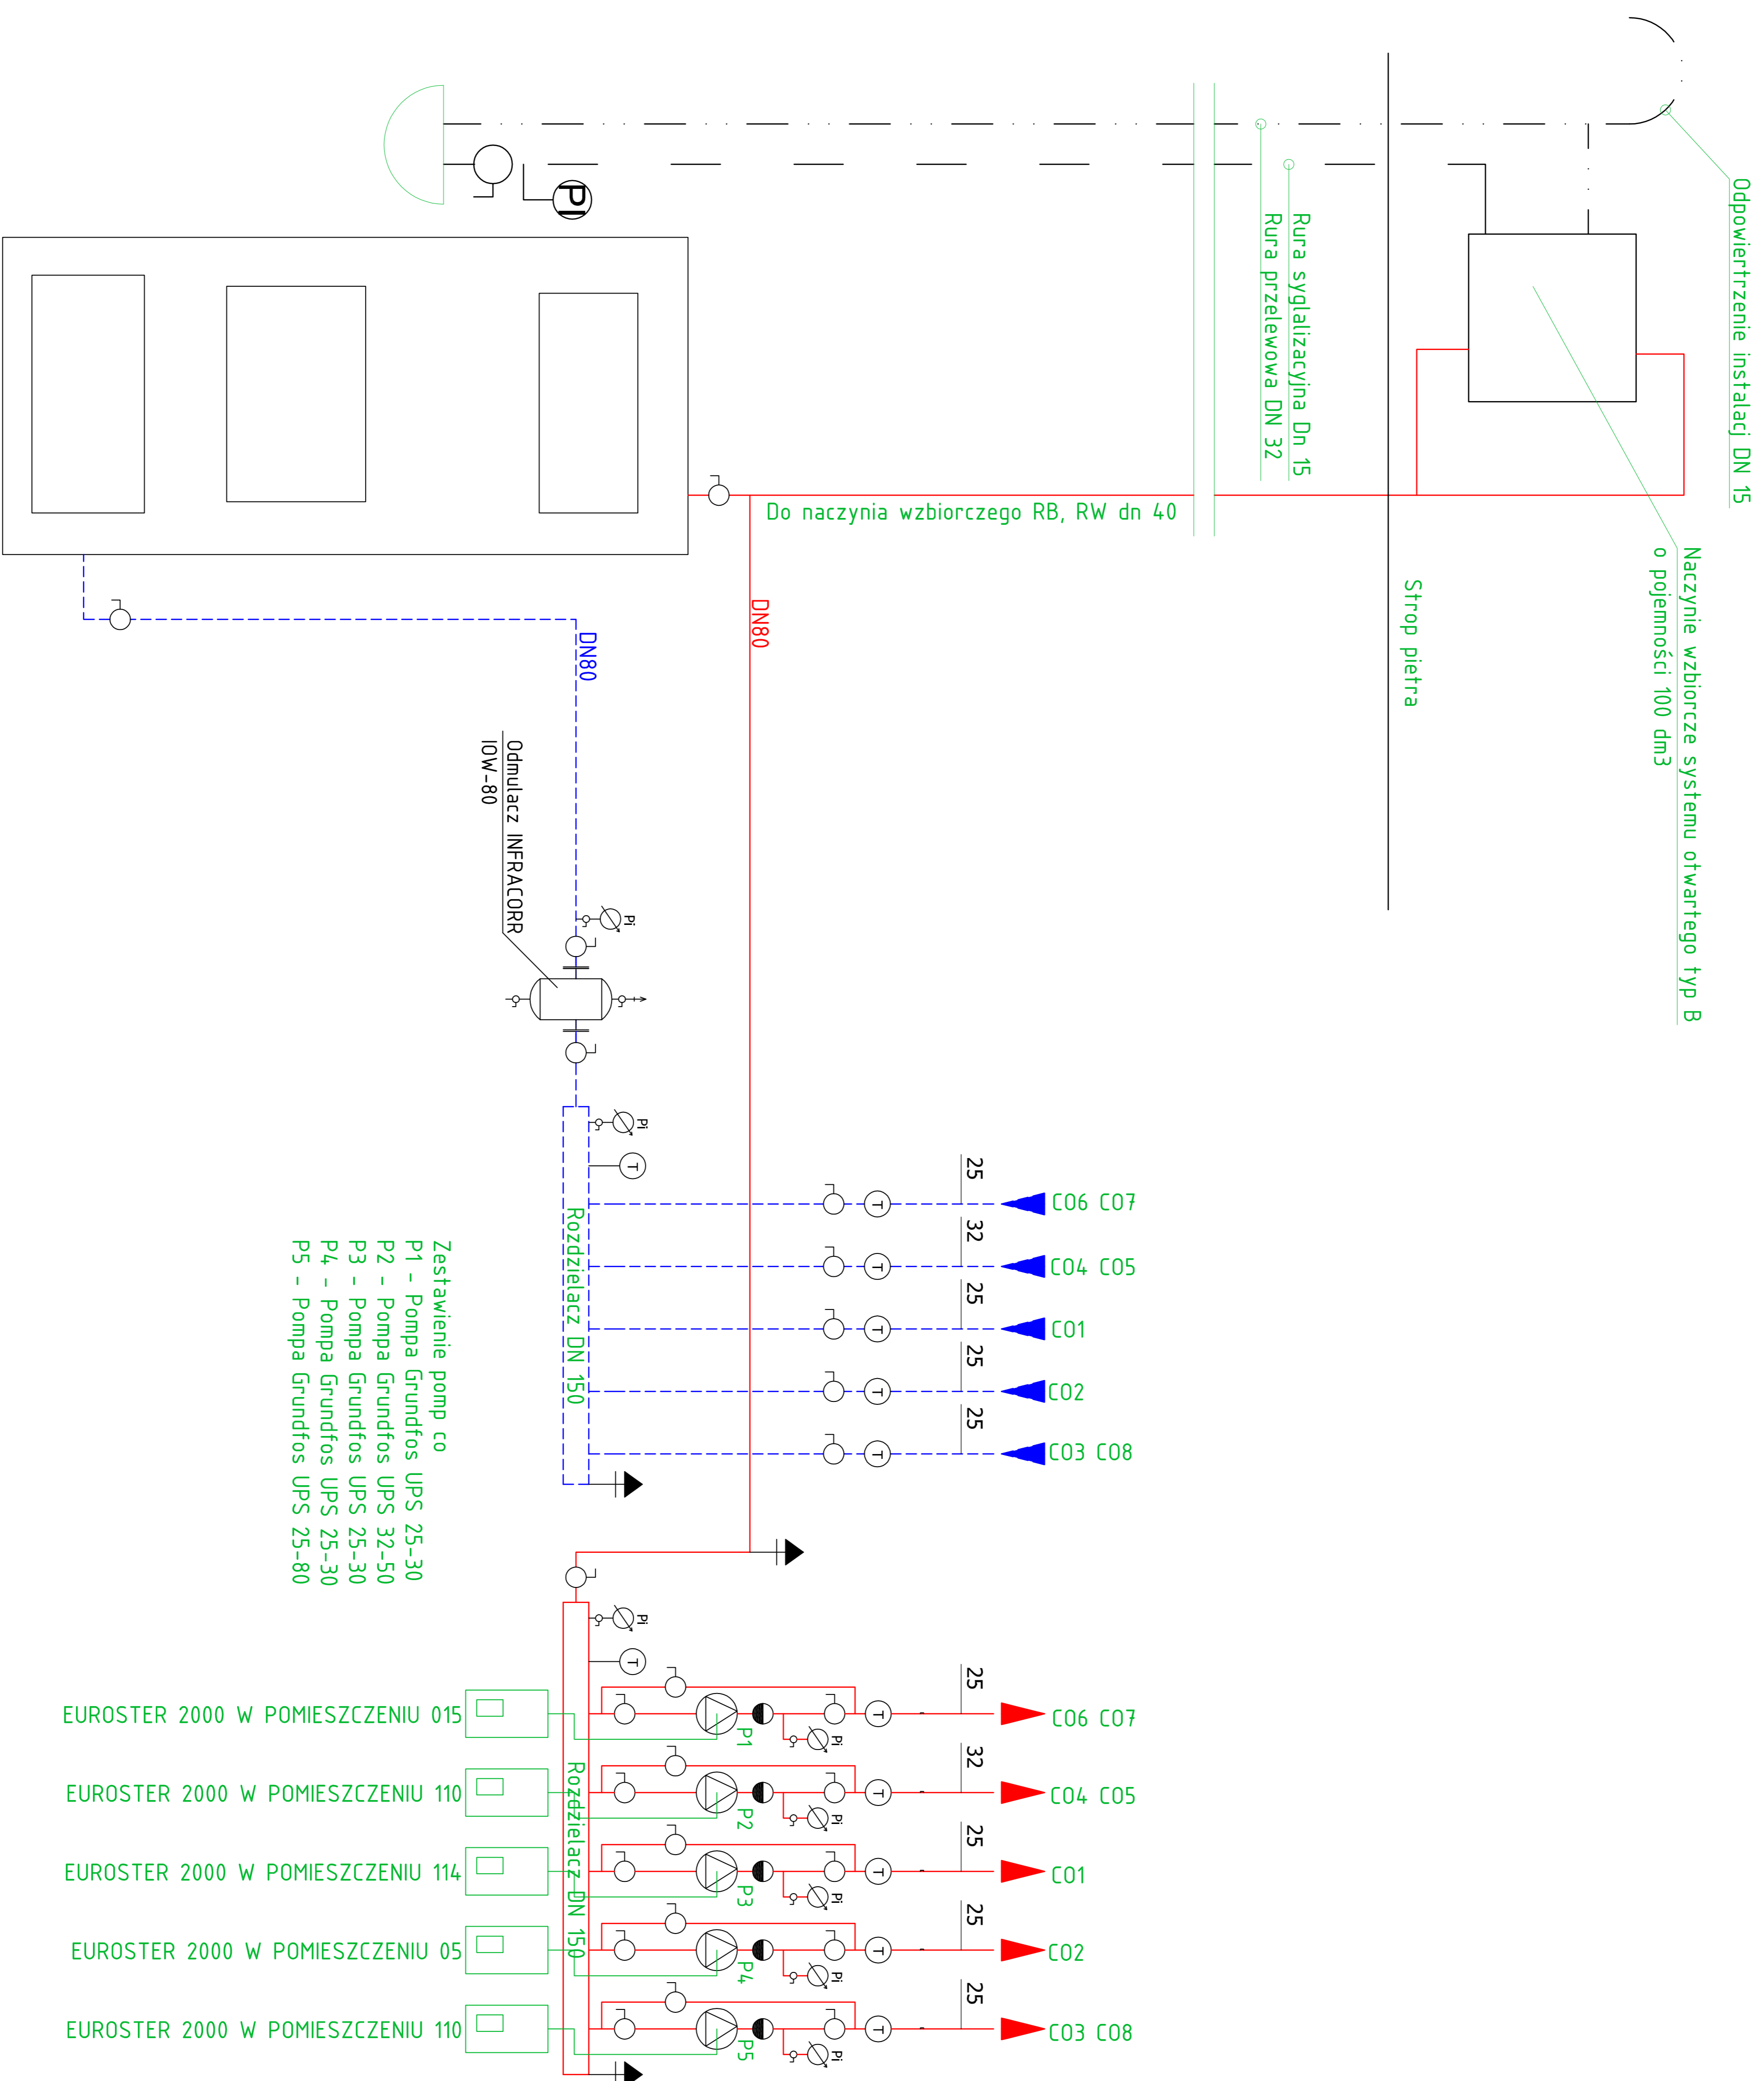 Odpowiertrzenie instalacj DN 15
Naczynie wzbiorcze systemu otwartego typ B
o pojemności 100 dm3
Strop pietra
Rura syglalizacyjna Dn 15
Rura przelewowa DN 32
Do naczynia wzbiorczego RB, RW dn 40
PI
DN80
DN80
Odmulacz INFRACORR
IOW-80
Pi
Pi
T
Rozdzielacz DN 150
25
32
25
25
25
CO6 CO7
CO4 CO5
CO1
CO2
CO3 CO8
T
T
T
T
T
Zestawienie pomp co
P1 - Pompa Grundfos UPS 25-30
P2 - Pompa Grundfos UPS 32-50
P3 - Pompa Grundfos UPS 25-30
P4 - Pompa Grundfos UPS 25-30
P5 - Pompa Grundfos UPS 25-80
Pi
T
Rozdzielacz DN 150
EUROSTER 2000 W POMIESZCZENIU 015
P1
Pi
T
25
CO6 CO7
EUROSTER 2000 W POMIESZCZENIU 110
P2
Pi
T
32
CO4 CO5
EUROSTER 2000 W POMIESZCZENIU 114
P3
Pi
T
25
CO1
EUROSTER 2000 W POMIESZCZENIU 05
P4
Pi
T
25
CO2
EUROSTER 2000 W POMIESZCZENIU 110
P5
Pi
T
25
CO3 CO8